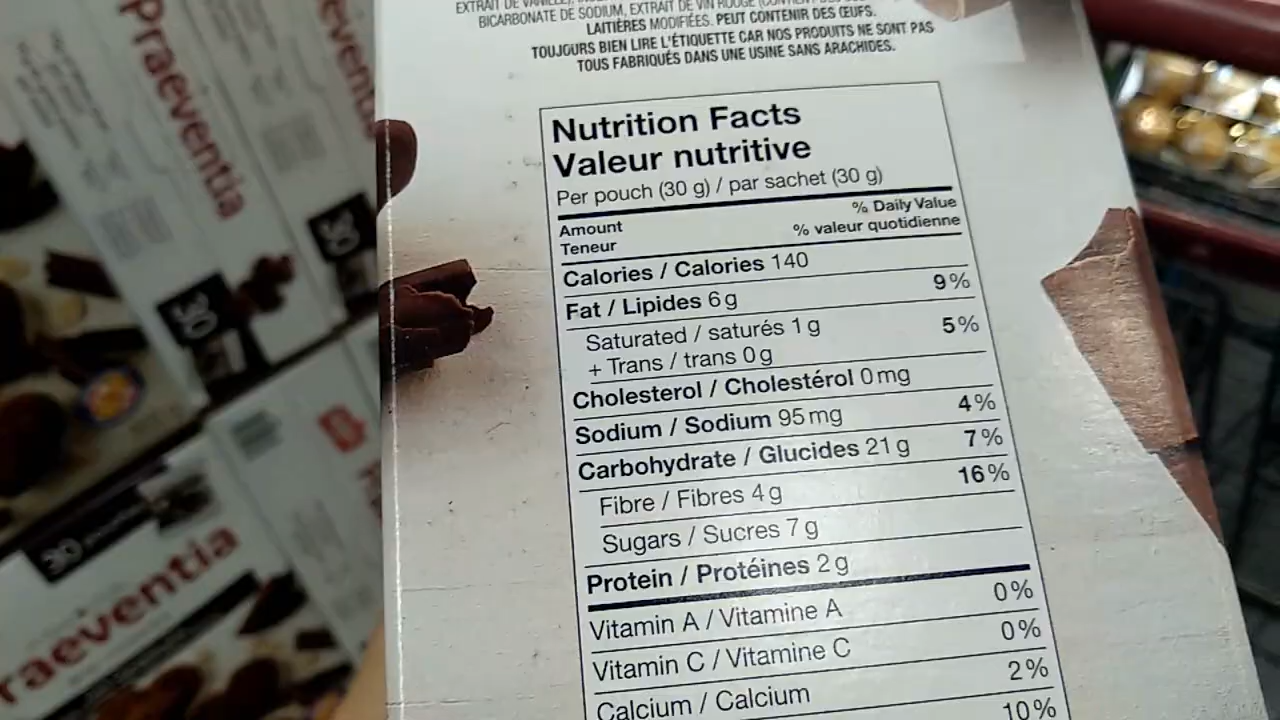 EXTRAIT DE VANILLE),
BICARBONATE DE SODIUM, EXTRAIT DE VIN ROUGE
LAITIÈRES MODIFIÉES. PEUT CONTENIR DES ŒUFS.
TOUJOURS BIEN LIRE L'ÉTIQUETTE CAR NOS PRODUITS NE SONT PAS
TOUS FABRIQUÉS DANS UNE USINE SANS ARACHIDES.
Nutrition Facts
Valeur nutritive
Per pouch (30 g) / par sachet (30 g)
Amount % Daily Value
Teneur % valeur quotidienne
Calories / Calories 140
Fat / Lipides 6 g 9%
Saturated / saturés 1 g 5%
+ Trans / trans 0 g
Cholesterol / Cholestérol 0 mg
Sodium / Sodium 95 mg 4%
Carbohydrate / Glucides 21 g 7%
Fibre / Fibres 4 g 16%
Sugars / Sucres 7 g
Protein / Protéines 2 g
Vitamin A / Vitamine A 0%
Vitamin C / Vitamine C 0%
Calcium / Calcium 2%
10%
Praeventia
30
30
30
raeventia